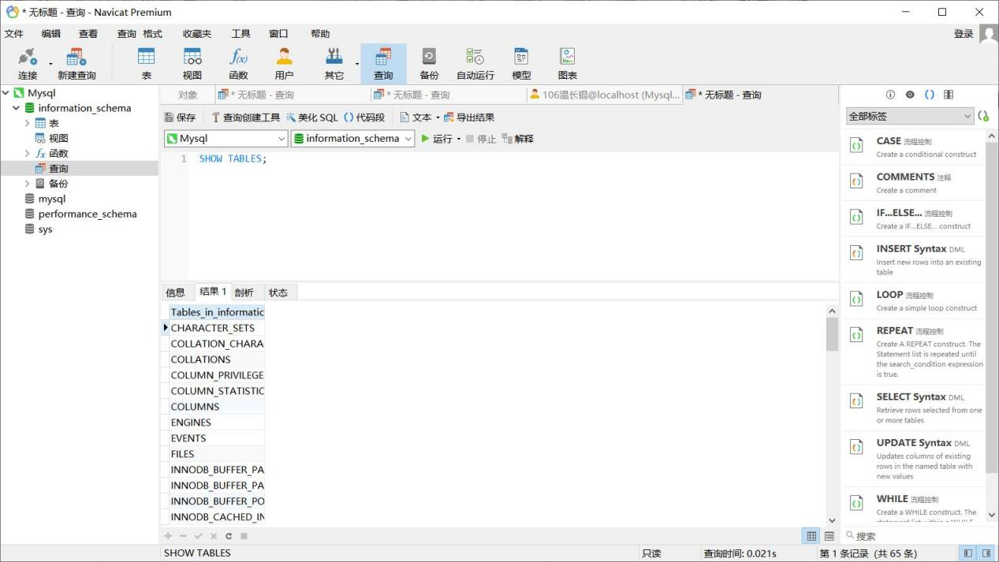 * 无标题 - 查询 - Navicat Premium
文件 编辑 查看 查询 格式 收藏夹 工具 窗口 帮助 登录
连接 新建查询 表 视图 函数 用户 其它 查询 备份 自动运行 模型 图表
Mysql
information_schema
表
视图
函数
查询
备份
mysql
performance_schema
sys
对象 * 无标题 - 查询 * 无标题 - 查询 106温长锟@localhost (Mysql... * 无标题 - 查询
保存 查询创建工具 美化 SQL () 代码段 文本 导出结果
Mysql information_schema 运行 停止 解释
1 SHOW TABLES;
信息 结果 1 剖析 状态
Tables_in_informatic
CHARACTER_SETS
COLLATION_CHARA
COLLATIONS
COLUMN_PRIVILEGE
COLUMN_STATISTIC
COLUMNS
ENGINES
EVENTS
FILES
INNODB_BUFFER_PA
INNODB_BUFFER_PA
INNODB_BUFFER_PO
INNODB_CACHED_IN
全部标签
CASE 流程控制
Create a conditional construct
COMMENTS 注释
Create a comment
IF...ELSE... 流程控制
Create a IF...ELSE... construct
INSERT Syntax DML
Insert new rows into an existing
table
LOOP 流程控制
Create a simple loop construct
REPEAT 流程控制
Create A REPEAT construct. The
Statement list is repeated until
the search_condition expression
is true.
SELECT Syntax DML
Retrieve rows selected from one
or more tables
UPDATE Syntax DML
Updates columns of existing
rows in the named table with
new values
WHILE 流程控制
Create a WHILE construct. The
搜索
SHOW TABLES 只读 查询时间: 0.021s 第 1 条记录 (共 65 条)